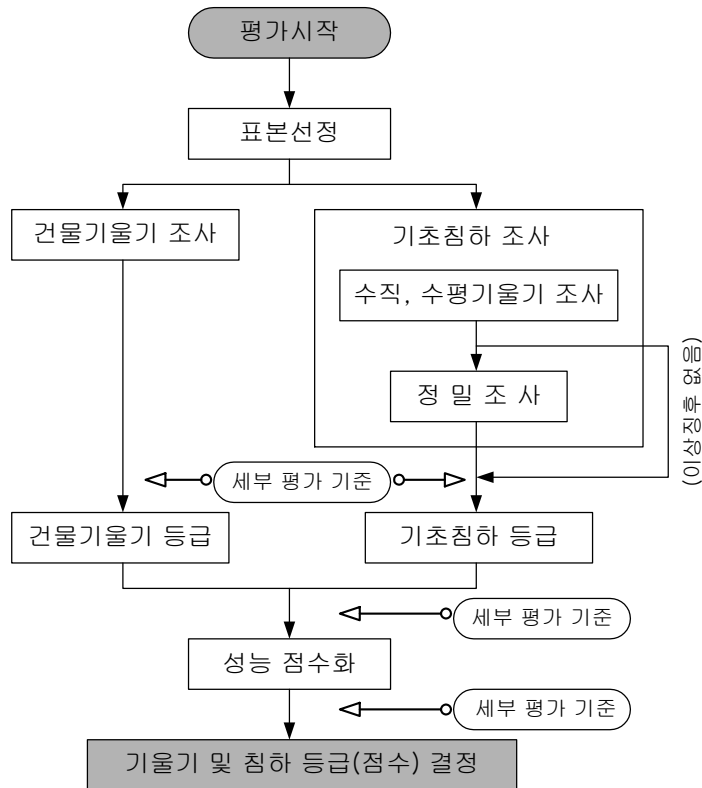 평가시작
표본선정
건물기울기 조사
기초침하 조사
수직, 수평기울기 조사
정 밀 조 사
(이상징후 없음)
세부 평가 기준
건물기울기 등급
기초침하 등급
세부 평가 기준
성능 점수화
세부 평가 기준
기울기 및 침하 등급(점수) 결정